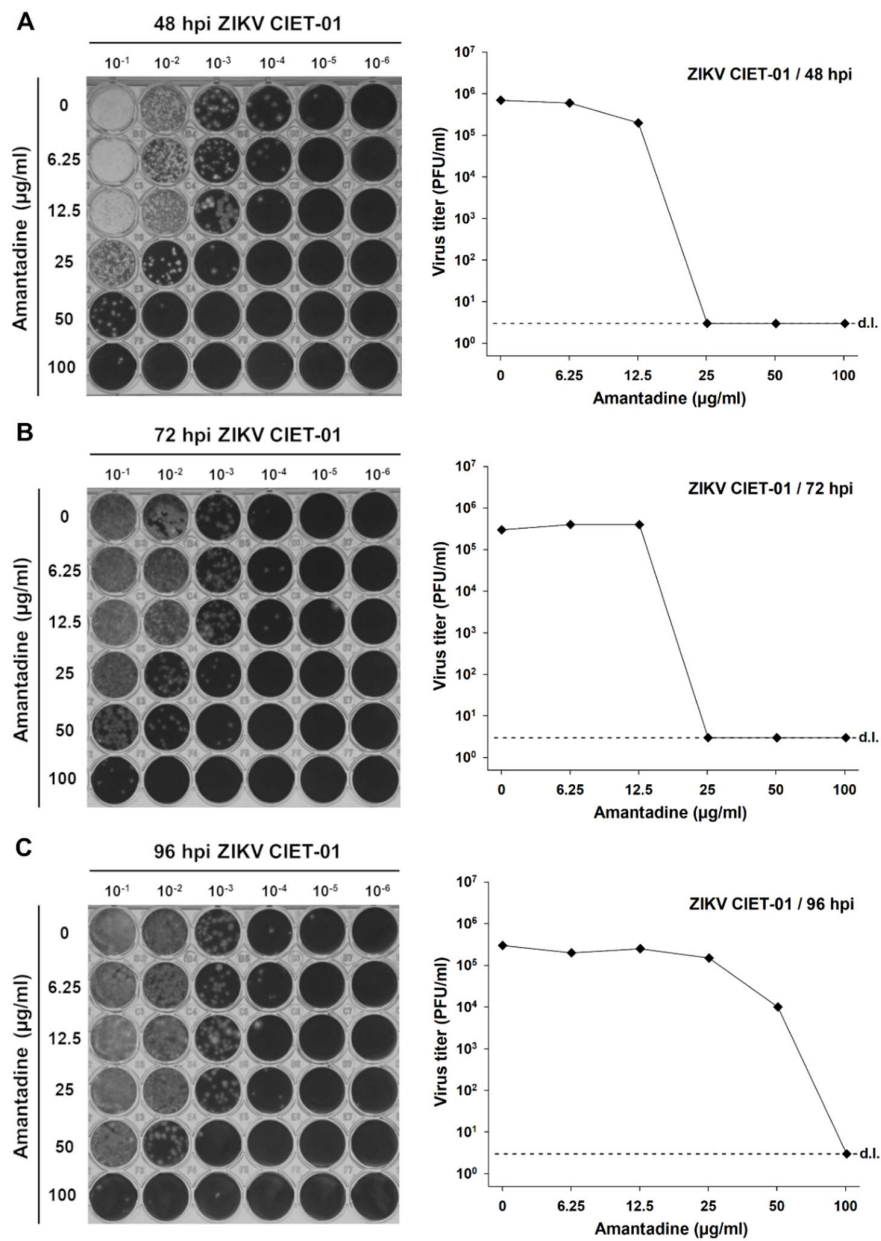 A
48 hpi ZIKV CIET-01
10⁻¹ 10⁻² 10⁻³ 10⁻⁴ 10⁻⁵ 10⁻⁶
Amantadine (µg/ml)
0
6.25
12.5
25
50
100
ZIKV CIET-01 / 48 hpi
Virus titer (PFU/ml)
10⁷
10⁶
10⁵
10⁴
10³
10²
10¹
10⁰
d.l.
0 6.25 12.5 25 50 100
Amantadine (µg/ml)
B
72 hpi ZIKV CIET-01
10⁻¹ 10⁻² 10⁻³ 10⁻⁴ 10⁻⁵ 10⁻⁶
Amantadine (µg/ml)
0
6.25
12.5
25
50
100
ZIKV CIET-01 / 72 hpi
Virus titer (PFU/ml)
10⁷
10⁶
10⁵
10⁴
10³
10²
10¹
10⁰
d.l.
0 6.25 12.5 25 50 100
Amantadine (µg/ml)
C
96 hpi ZIKV CIET-01
10⁻¹ 10⁻² 10⁻³ 10⁻⁴ 10⁻⁵ 10⁻⁶
Amantadine (µg/ml)
0
6.25
12.5
25
50
100
ZIKV CIET-01 / 96 hpi
Virus titer (PFU/ml)
10⁷
10⁶
10⁵
10⁴
10³
10²
10¹
10⁰
d.l.
0 6.25 12.5 25 50 100
Amantadine (µg/ml)